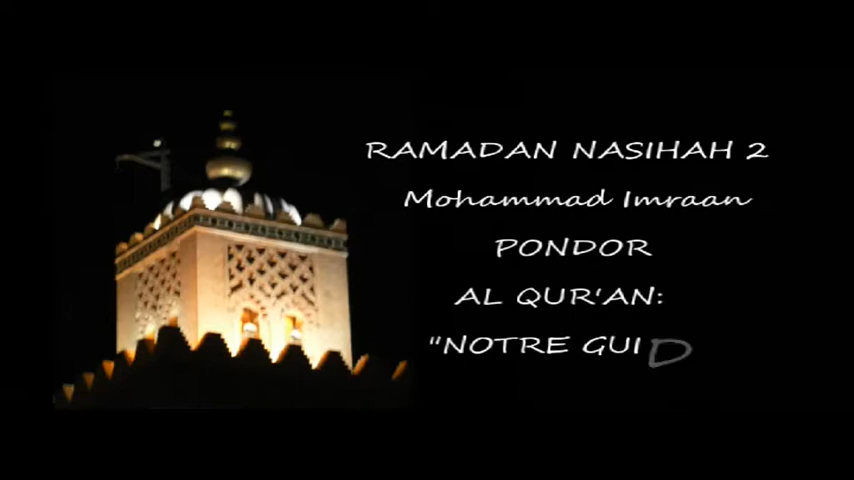 RAMADAN NASIHAH 2
Mohammad Imraan
PONDOR
AL QUR'AN:
"NOTRE GUID